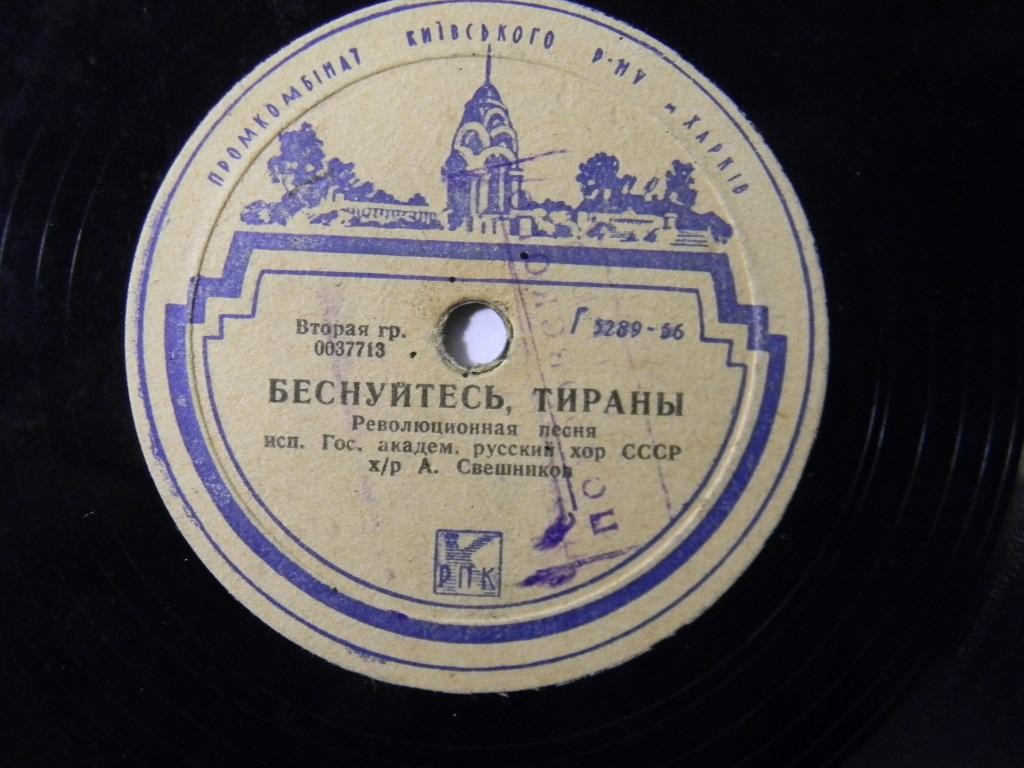 ПРОМКОМБІНАТ КИЇВСЬКОГО Р-НУ м ХАРКІВ
Вторая гр.
0037713
Г 5289-56
БЕСНУЙТЕСЬ, ТИРАНЫ
Революционная песня
исп. Гос. академ. русский хор СССР
х/р А. Свешников
К
РПК